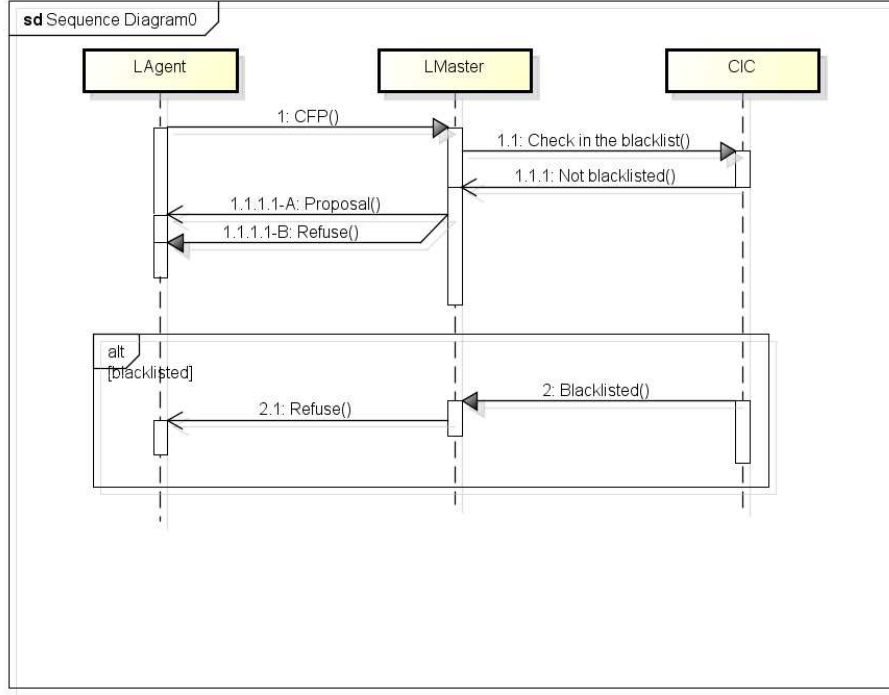 sd Sequence Diagram0
LAgent
LMaster
CIC
1: CFP()
1.1: Check in the blacklist()
1.1.1: Not blacklisted()
1.1.1.1-A: Proposal()
1.1.1.1-B: Refuse()
alt
[blacklisted]
2: Blacklisted()
2.1: Refuse()